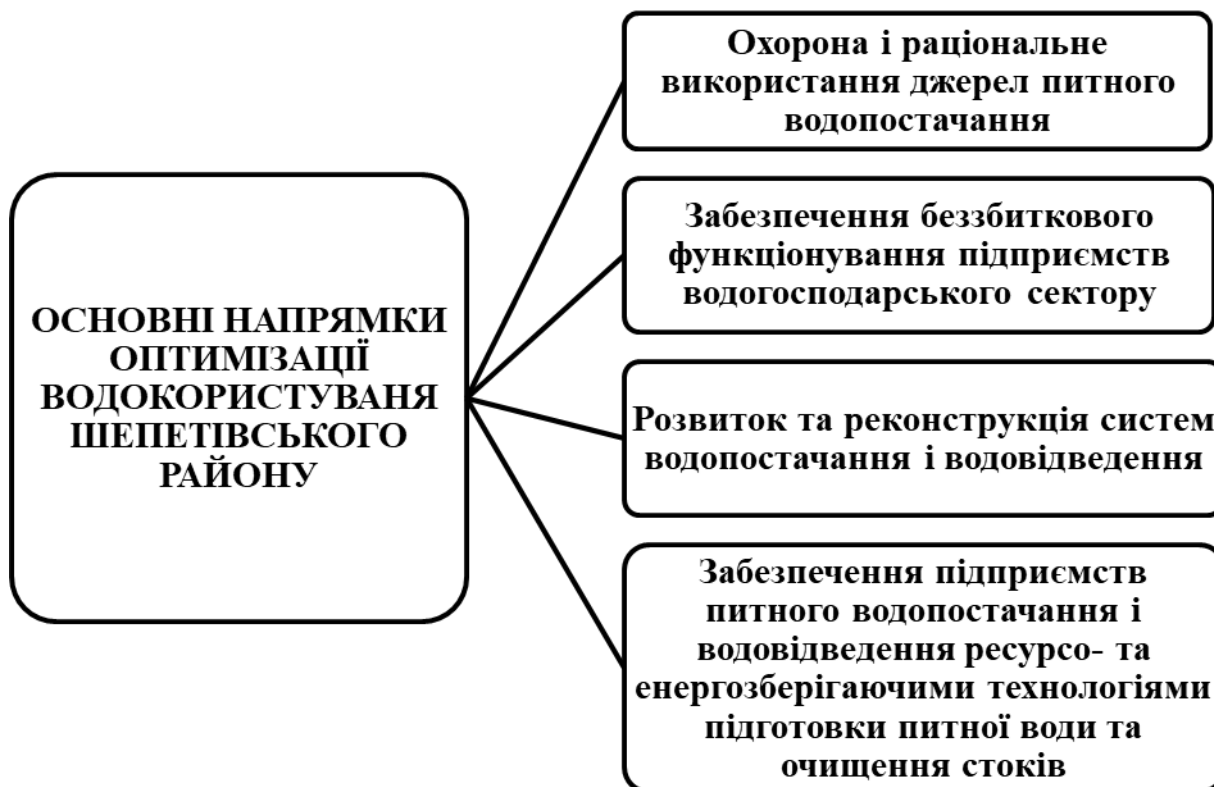 ОСНОВНІ НАПРЯМКИ
ОПТИМІЗАЦІЇ
ВОДОКОРИСТУВАНЯ
ШЕПЕТІВСЬКОГО
РАЙОНУ
Охорона і раціональне
використання джерел питного
водопостачання
Забезпечення беззбиткового
функціонування підприємств
водогосподарського сектору
Розвиток та реконструкція систем
водопостачання і водовідведення
Забезпечення підприємств
питного водопостачання і
водовідведення ресурсо- та
енергозберігаючими технологіями
підготовки питної води та
очищення стоків